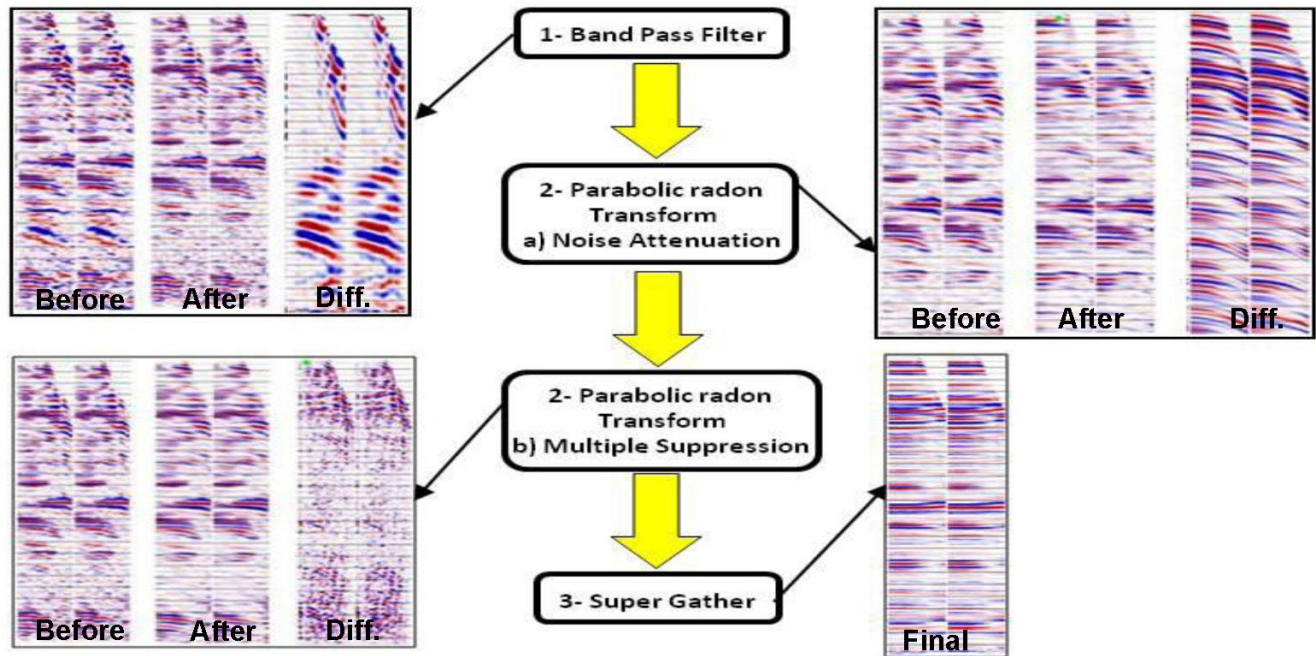 1- Band Pass Filter
Before After Diff.
2- Parabolic radon
Transform
a) Noise Attenuation
Before After Diff.
2- Parabolic radon
Transform
b) Multiple Suppression
Before After Diff.
3- Super Gather
Final